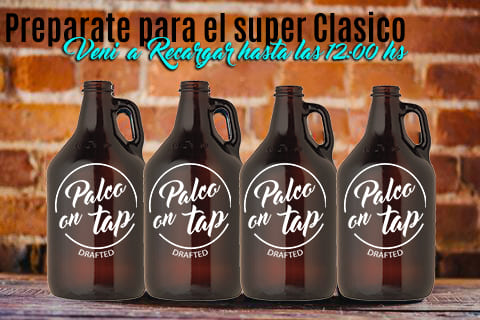 Preparate para el super Clasico
Veni a Recargar hasta las 12:00 hs
Palco
on tap
DRAFTED
Palco
on tap
DRAFTED
Palco
on tap
DRAFTED
Palco
on tap
DRAFTED